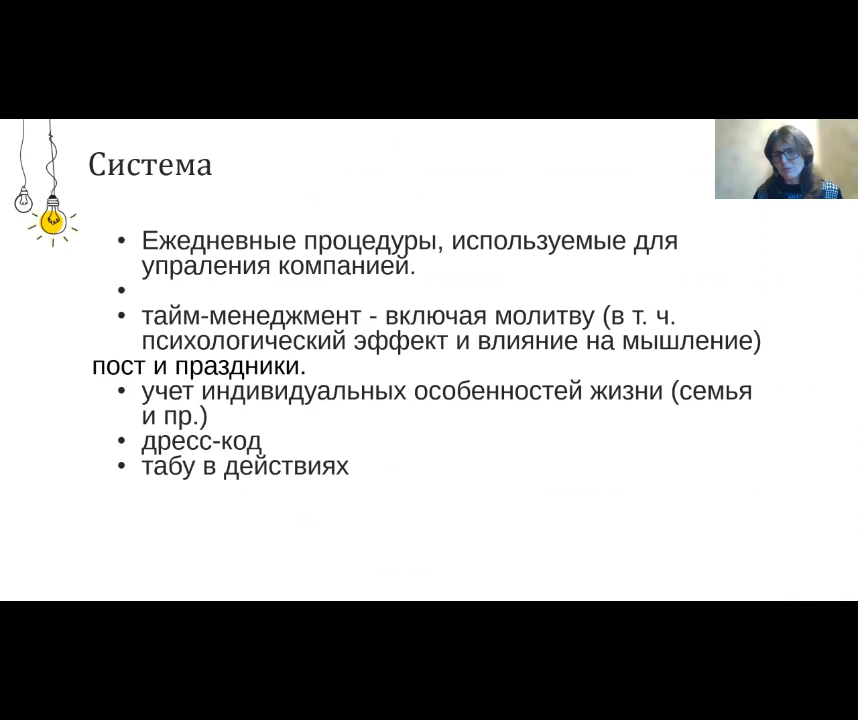 Система
• Ежедневные процедуры, используемые для
упраления компанией.
•
• тайм-менеджмент - включая молитву (в т. ч.
психологический эффект и влияние на мышление)
пост и праздники.
• учет индивидуальных особенностей жизни (семья
и пр.)
• дресс-код
• табу в действиях